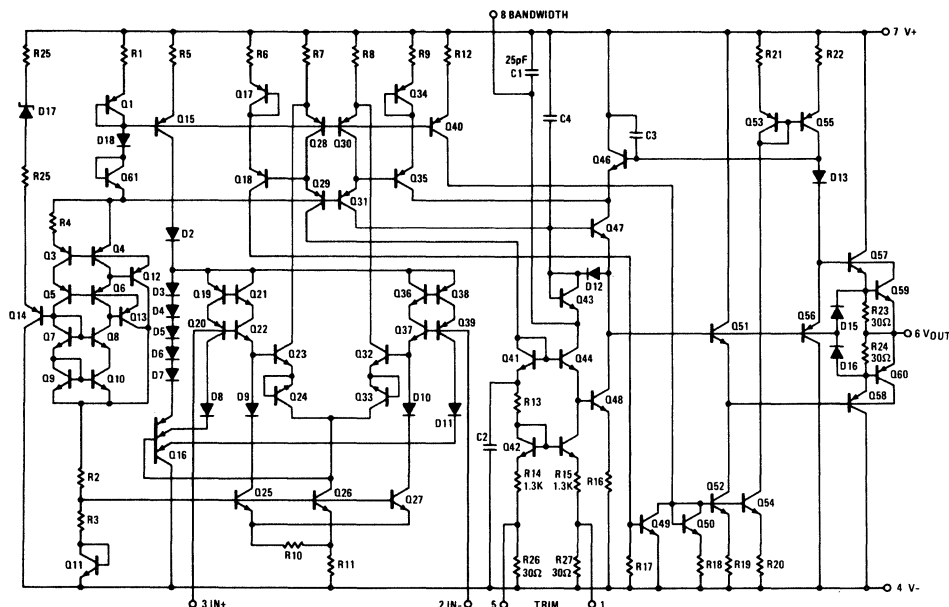 8 BANDWIDTH
7 V+
R25
R1
R5
R6
R7
R8
R9
R12
25pF
C1
R21
R22
D17
Q1
Q15
Q17
Q28
Q30
Q34
Q40
C4
C3
Q53
Q55
D18
Q46
R25
Q61
Q18
Q29
Q31
Q35
D13
R4
D2
Q47
Q3
Q4
Q12
Q57
D12
Q5
Q6
D3
Q19
Q21
Q36
Q38
Q43
Q59
Q14
Q13
D4
Q20
Q22
Q37
Q39
Q51
Q56
D15
R23
30Ω
6 VOUT
Q7
Q8
D5
Q23
Q32
Q41
Q44
D16
R24
30Ω
D6
Q9
Q10
D7
D8
D9
Q24
Q33
D10
D11
R13
Q48
Q60
Q58
Q16
C2
Q42
R2
R14
1.3K
R15
1.3K
R16
Q25
Q26
Q27
Q52
Q54
R3
Q49
Q50
Q11
R10
R11
R26
30Ω
R27
30Ω
R17
R18
R19
R20
4 V-
3 IN+
2 IN-
5
TRIM
1